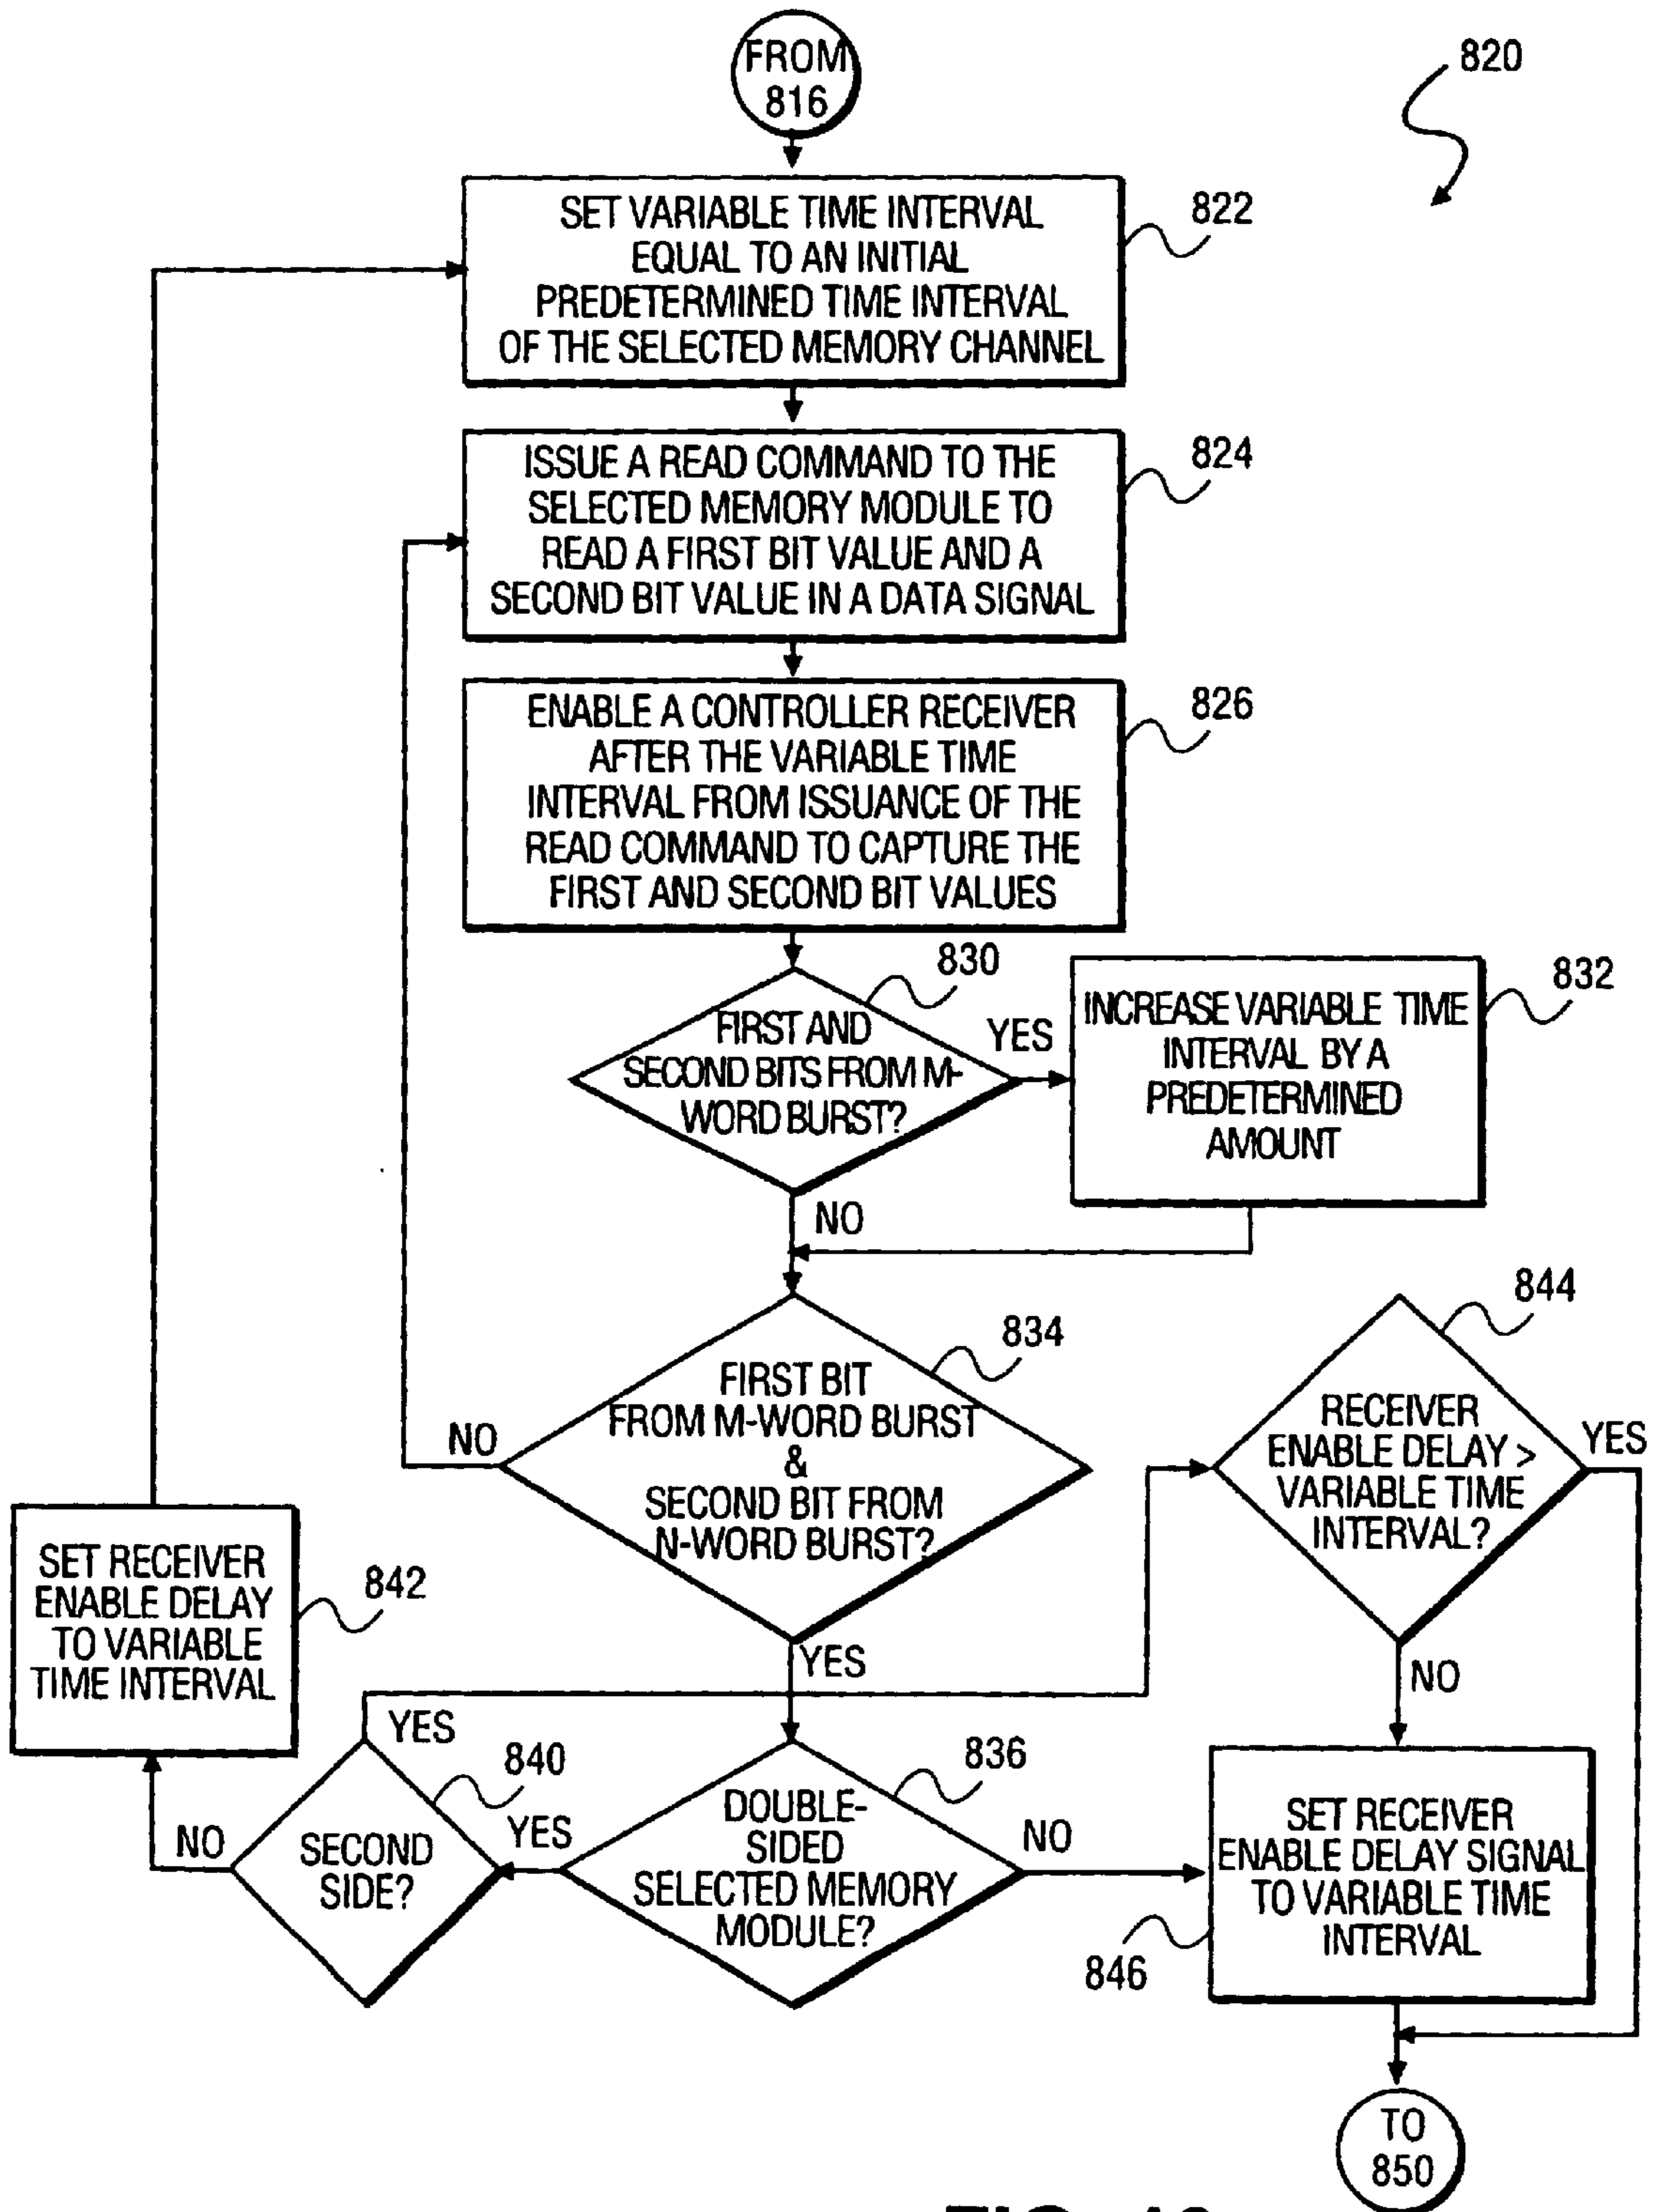 FROM
816
820
SET VARIABLE TIME INTERVAL
EQUAL TO AN INITIAL
PREDETERMINED TIME INTERVAL
OF THE SELECTED MEMORY CHANNEL
822
ISSUE A READ COMMAND TO THE
SELECTED MEMORY MODULE TO
READ A FIRST BIT VALUE AND A
SECOND BIT VALUE IN A DATA SIGNAL
824
ENABLE A CONTROLLER RECEIVER
AFTER THE VARIABLE TIME
INTERVAL FROM ISSUANCE OF THE
READ COMMAND TO CAPTURE THE
FIRST AND SECOND BIT VALUES
826
FIRST AND
SECOND BITS FROM M-
WORD BURST?
830
YES
NO
INCREASE VARIABLE TIME
INTERVAL BY A
PREDETERMINED
AMOUNT
832
FIRST BIT
FROM M-WORD BURST
&
SECOND BIT FROM
N-WORD BURST?
834
NO
YES
RECEIVER
ENABLE DELAY >
VARIABLE TIME
INTERVAL?
844
YES
NO
SET RECEIVER
ENABLE DELAY
TO VARIABLE
TIME INTERVAL
842
SECOND
SIDE?
840
YES
NO
DOUBLE-
SIDED
SELECTED MEMORY
MODULE?
836
YES
NO
SET RECEIVER
ENABLE DELAY SIGNAL
TO VARIABLE TIME
INTERVAL
846
TO
850